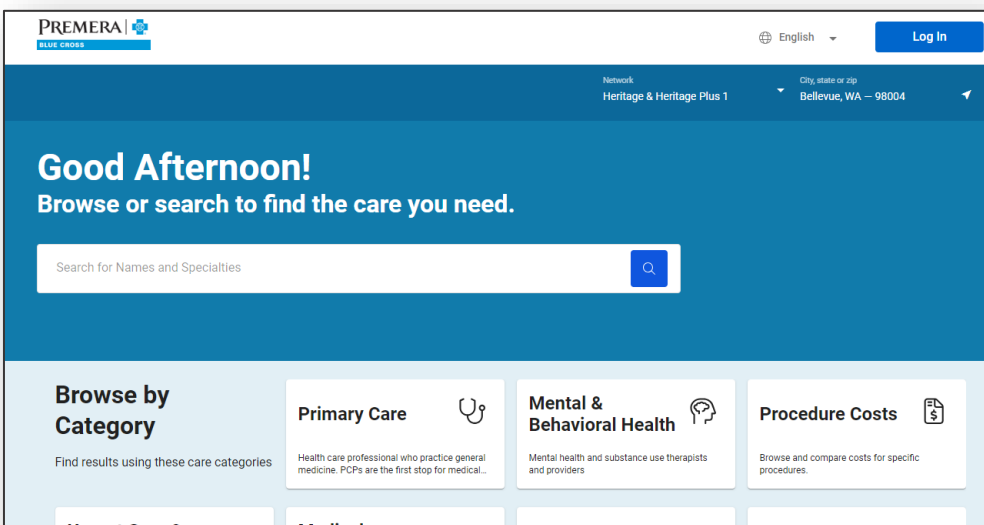 PREMERA
BLUE CROSS
English
Log In
Network
Heritage & Heritage Plus 1
City, state or zip
Bellevue, WA — 98004
Good Afternoon!
Browse or search to find the care you need.
Search for Names and Specialties
Browse by
Category
Find results using these care categories
Primary Care
Health care professional who practice general
medicine. PCPs are the first stop for medical...
Mental &
Behavioral Health
Mental health and substance use therapists
and providers
Procedure Costs
Browse and compare costs for specific
procedures.